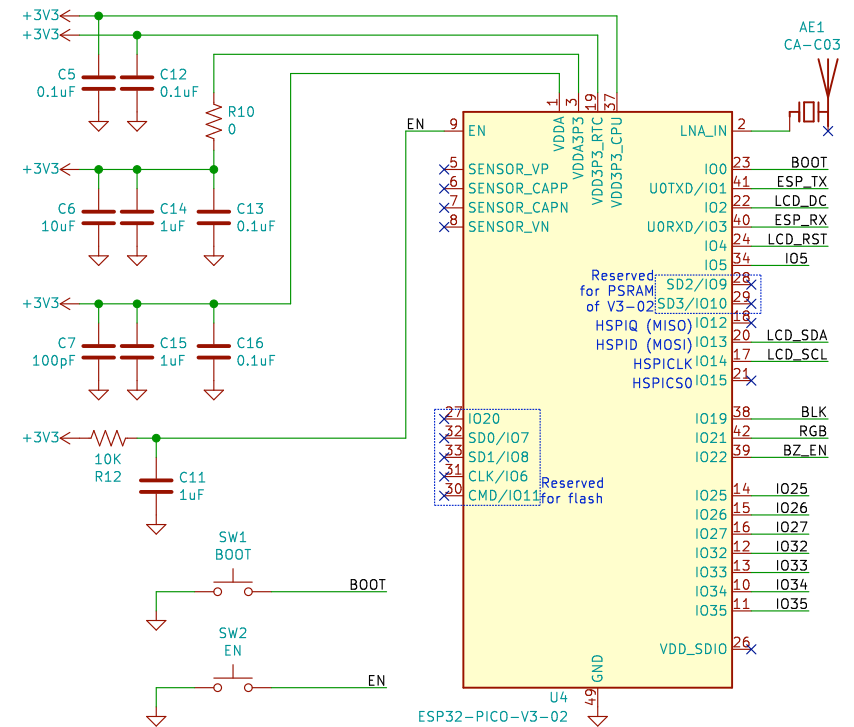 +3V3
+3V3
C5
0.1uF
C12
0.1uF
R10
0
+3V3
C6
10uF
C14
1uF
C13
0.1uF
+3V3
C7
100pF
C15
1uF
C16
0.1uF
+3V3
10K
R12
C11
1uF
SW1
BOOT
BOOT
SW2
EN
EN
AE1
CA-C03
1
VDDA
3
VDDA3P3
19
VDD3P3_RTC
37
VDD3P3_CPU
EN 9 EN
5 SENSOR_VP
6 SENSOR_CAPP
7 SENSOR_CAPN
8 SENSOR_VN
27 IO20
32 SD0/IO7
33 SD1/IO8
31 CLK/IO6
30 CMD/IO11
Reserved
for flash
LNA_IN 2
IO0 23 BOOT
U0TXD/IO1 41 ESP_TX
IO2 22 LCD_DC
U0RXD/IO3 40 ESP_RX
IO4 24 LCD_RST
IO5 34 IO5
Reserved
for PSRAM
of V3-02
SD2/IO9 28
SD3/IO10 29
IO12 18
HSPIQ (MISO)
IO13 20 LCD_SDA
HSPID (MOSI)
IO14 17 LCD_SCL
HSPICLK
IO15 21
HSPICS0
IO19 38 BLK
IO21 42 RGB
IO22 39 BZ_EN
IO25 14 IO25
IO26 15 IO26
IO27 16 IO27
IO32 12 IO32
IO33 13 IO33
IO34 10 IO34
IO35 11 IO35
VDD_SDIO 26
GND
49
U4
ESP32-PICO-V3-02